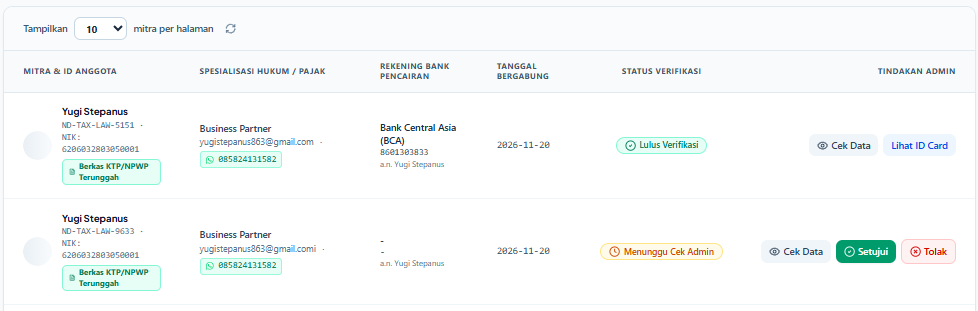 Tampilkan 10 mitra per halaman
MITRA & ID ANGGOTA
SPESIALISASI HUKUM / PAJAK
REKENING BANK
PENCAIRAN
TANGGAL
BERGABUNG
STATUS VERIFIKASI
TINDAKAN ADMIN
Yugi Stepanus
ND-TAX-LAW-5151 ·
NIK:
6206032803050001
Berkas KTP/NPWP
Terunggah
Business Partner
yugistepanus863@gmail.com ·
085824131582
Bank Central Asia
(BCA)
8601303833
a.n. Yugi Stepanus
2026-11-20
Lulus Verifikasi
Cek Data
Lihat ID Card
Yugi Stepanus
ND-TAX-LAW-9633 ·
NIK:
6206032803050001
Berkas KTP/NPWP
Terunggah
Business Partner
yugistepanus863@gmail.comi ·
085824131582
-
-
a.n. Yugi Stepanus
2026-11-20
Menunggu Cek Admin
Cek Data
Setujui
Tolak